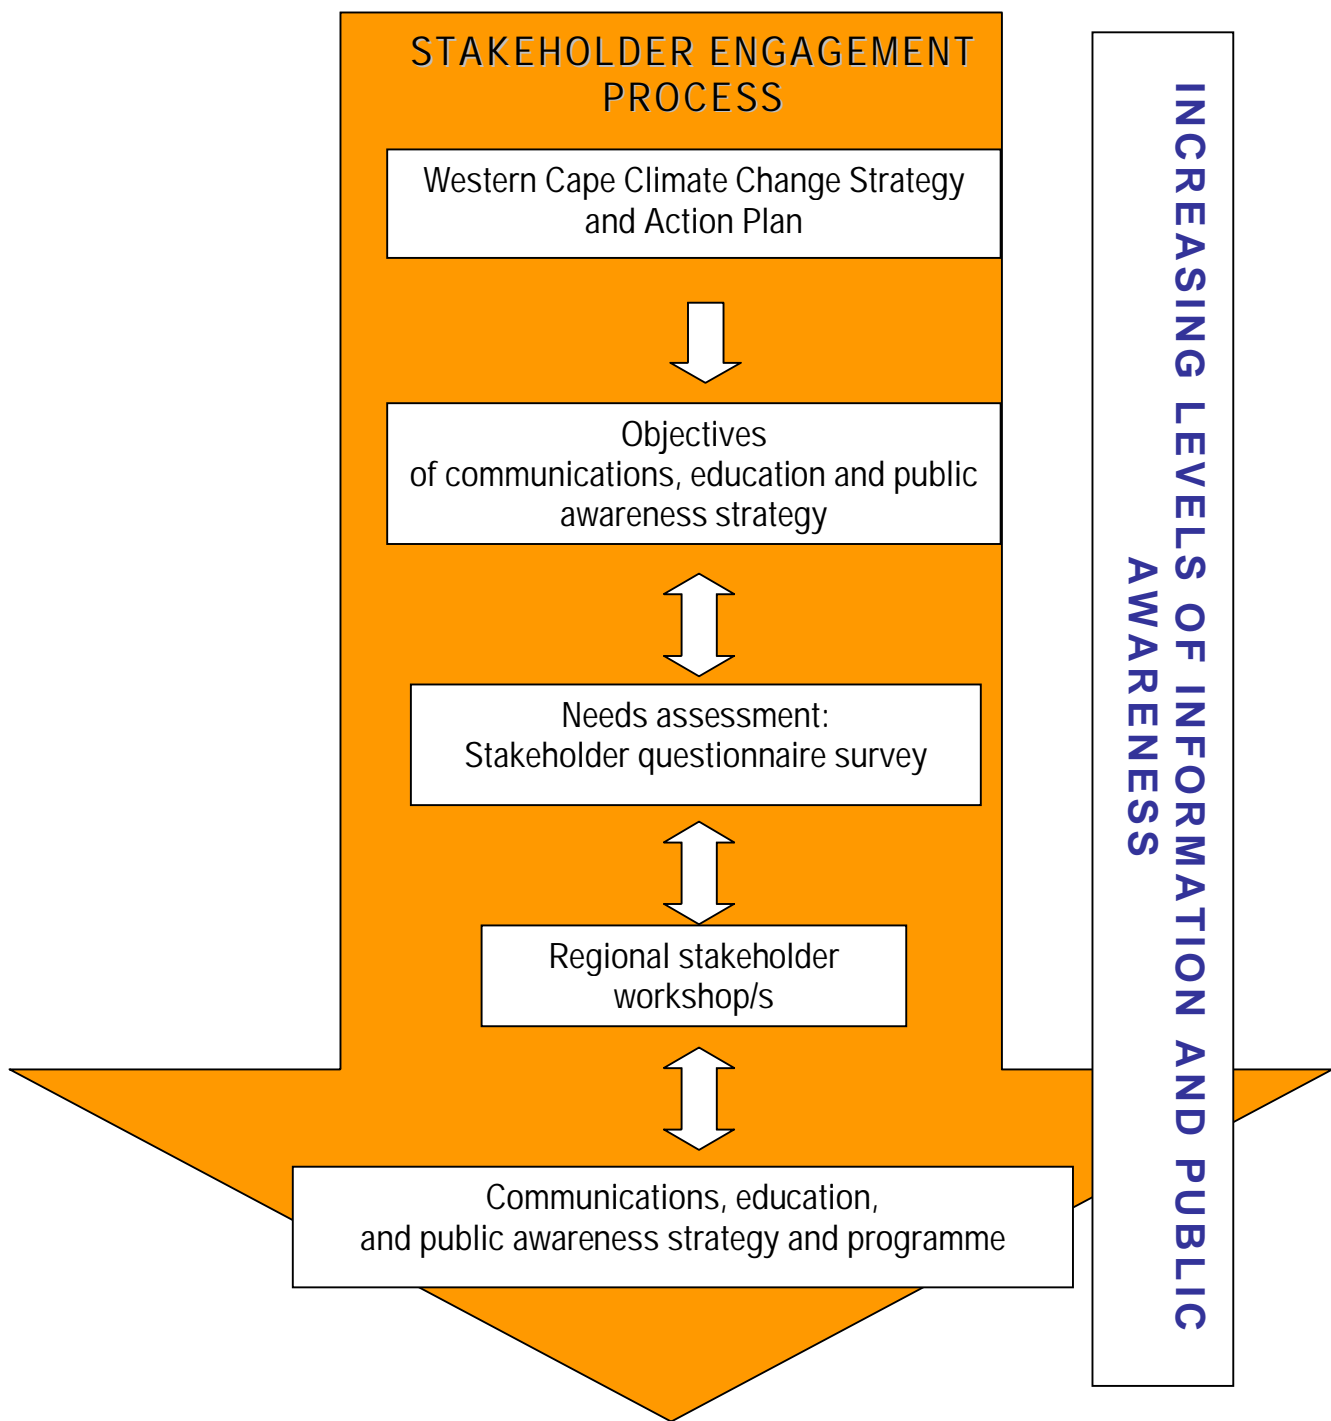 STAKEHOLDER ENGAGEMENT
PROCESS
Western Cape Climate Change Strategy
and Action Plan
Objectives
of communications, education and public
awareness strategy
Needs assessment:
Stakeholder questionnaire survey
Regional stakeholder
workshop/s
Communications, education,
and public awareness strategy and programme
INCREASING LEVELS OF INFORMATION AND PUBLIC
AWARENESS